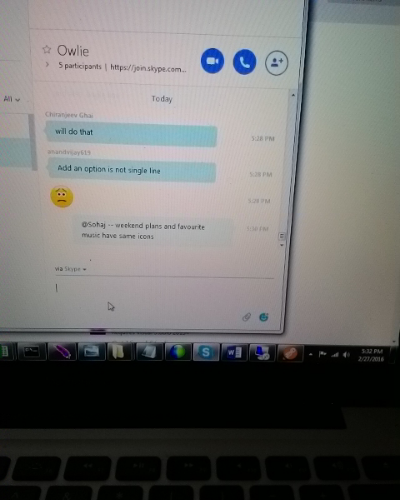 Owlie
5 participants | https://join.skype.com...
All
Today
Chiranjeev Ghai
will do that
5:28 PM
Add an option is not single line
5:28 PM
5:28 PM
@Sohaj -- weekend plans and favourite
music have same icons
5:30 PM
via Skype
5:32 PM
2/27/2018